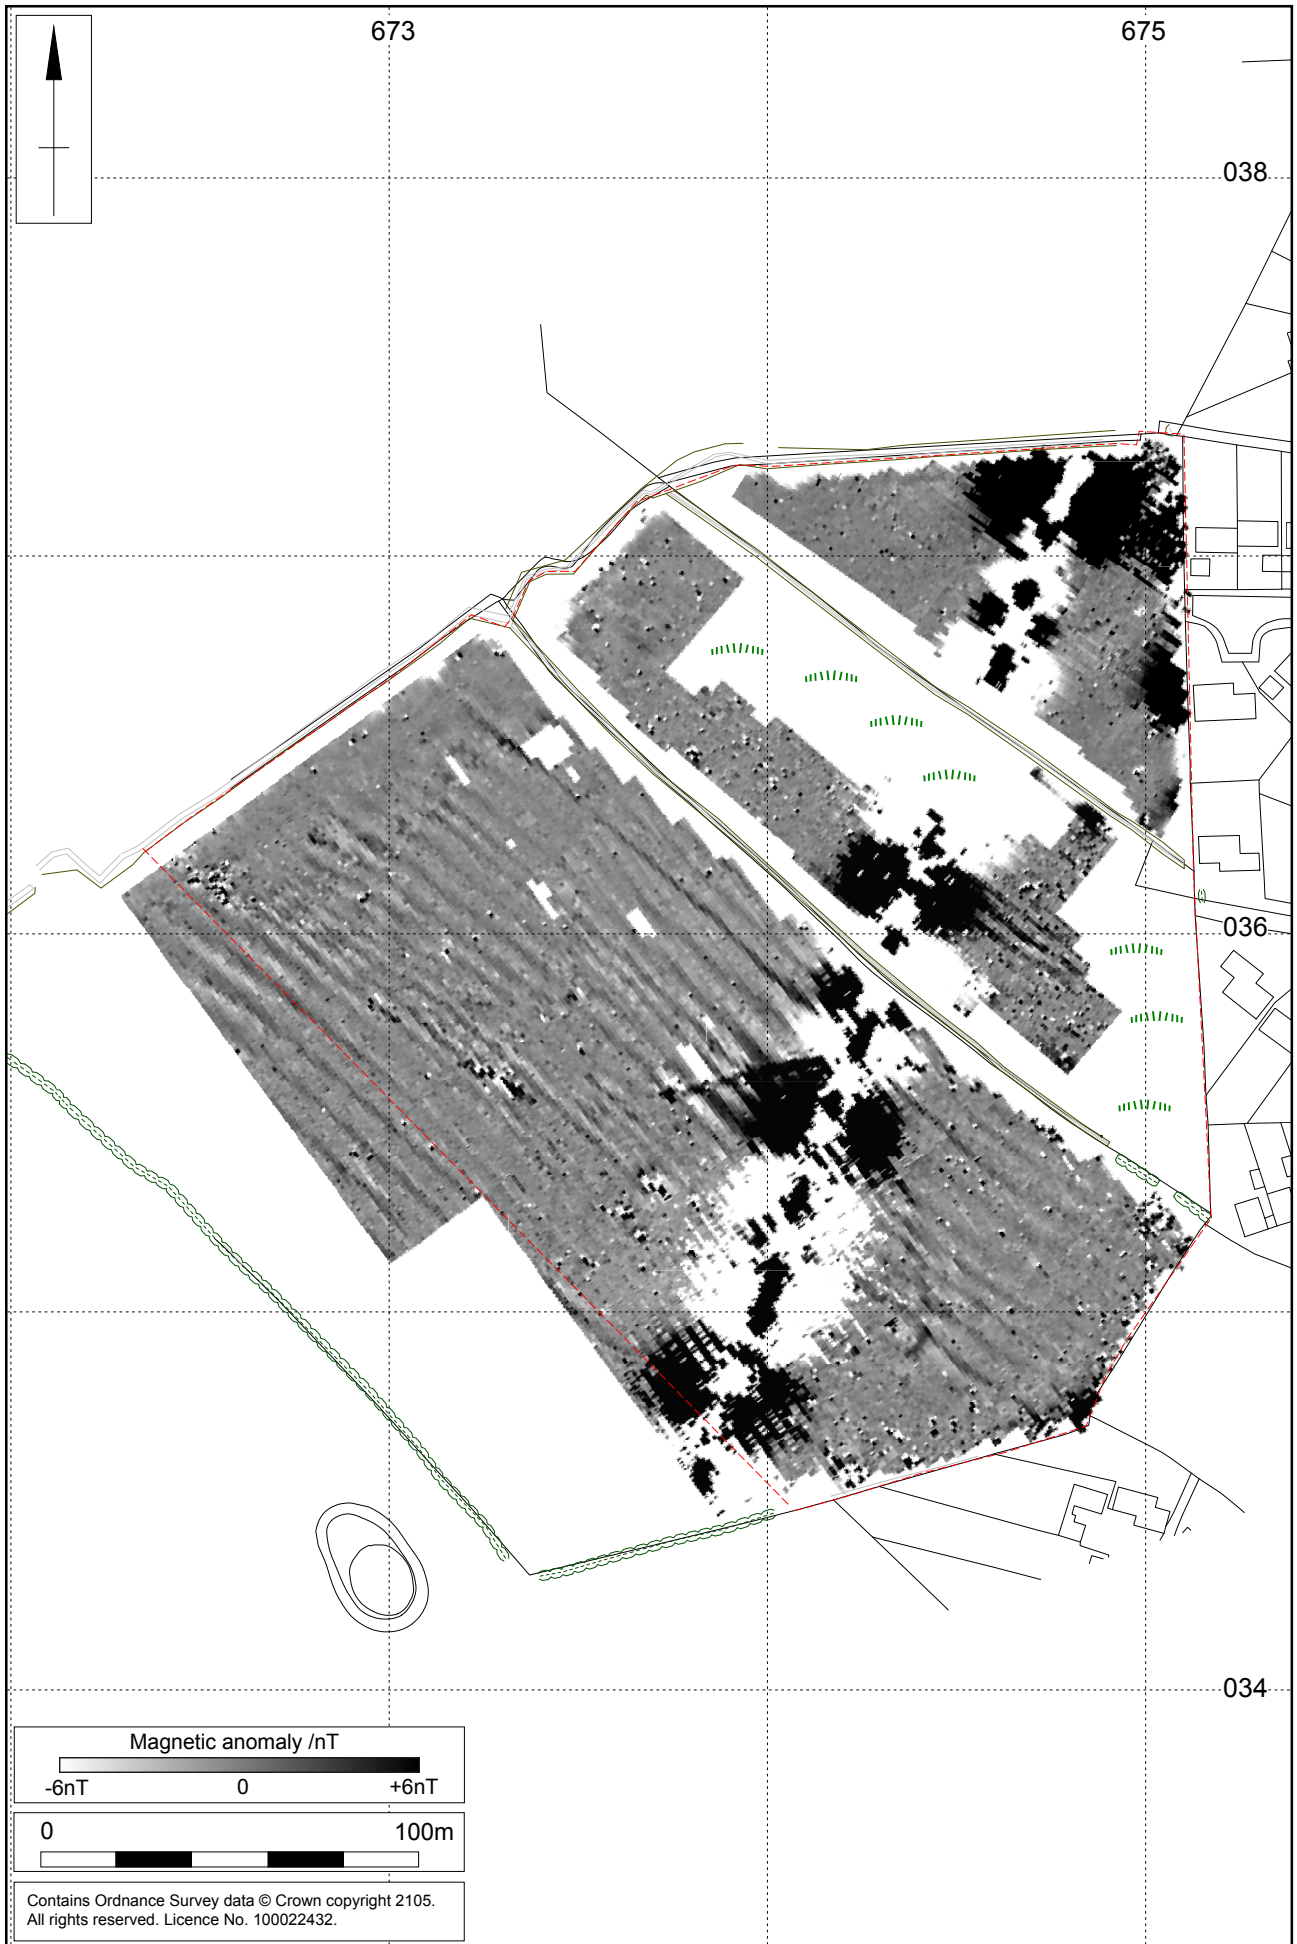 673
675
038
036
034
Magnetic anomaly /nT
-6nT
0
+6nT
0
100m
Contains Ordnance Survey data © Crown copyright 2105.
All rights reserved. Licence No. 100022432.